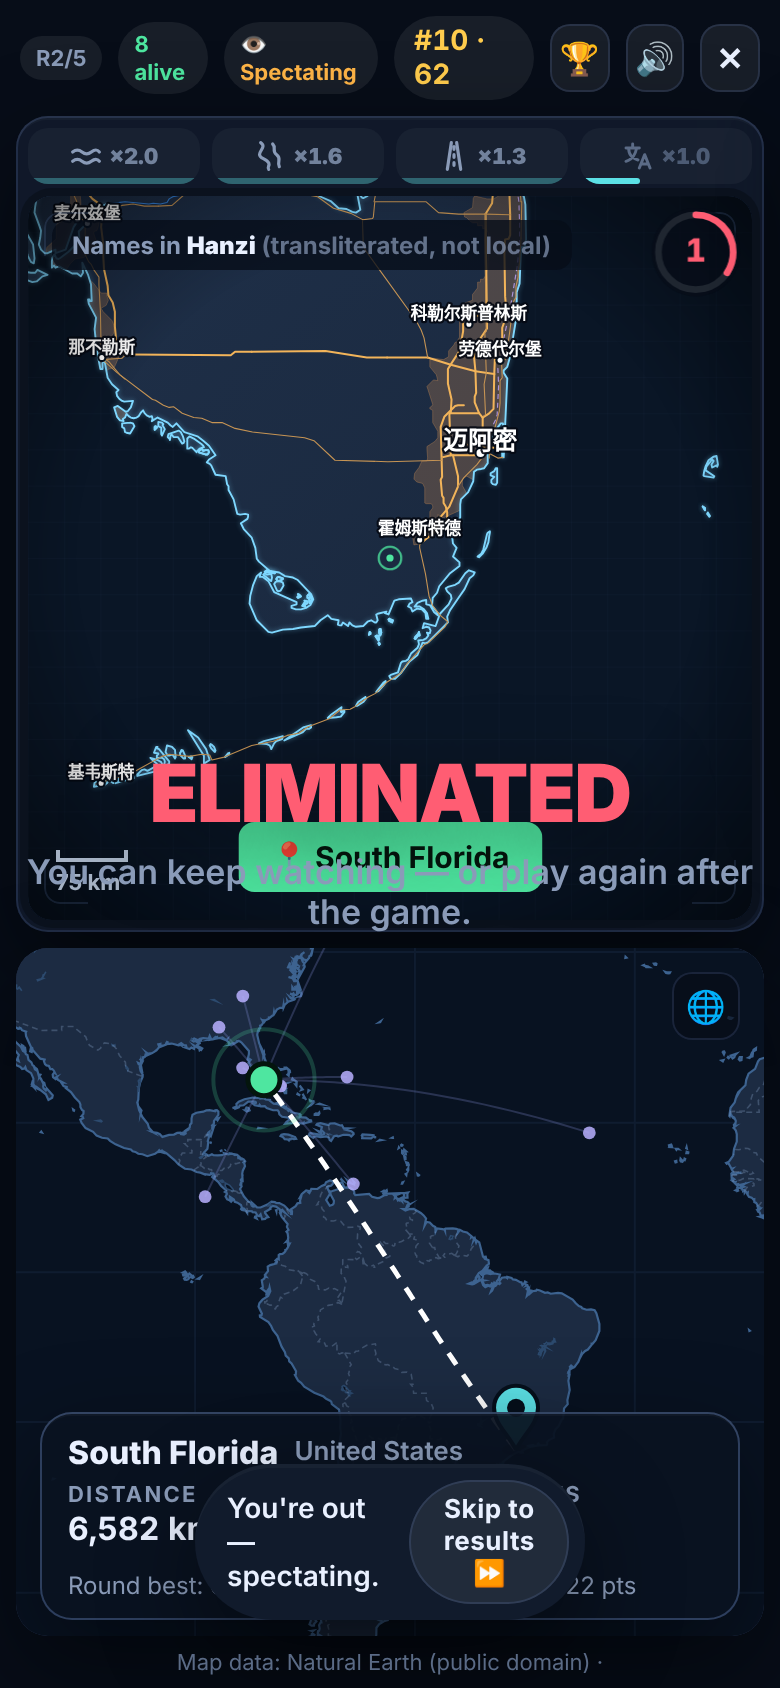 R2/5
8
alive
👁️
Spectating
#10 ·
62
×2.0
×1.6
×1.3
×1.0
麦尔兹堡
Names in Hanzi (transliterated, not local)
1
科勒尔斯普林斯
那不勒斯
劳德代尔堡
迈阿密
霍姆斯特德
基韦斯特
ELIMINATED
📍 South Florida
75 km
You can keep watching — or play again after
the game.
South Florida United States
DISTANCE
6,582
You're out
—
spectating.
Skip to
results
⏩
Round best:
22 pts
Map data: Natural Earth (public domain) ·